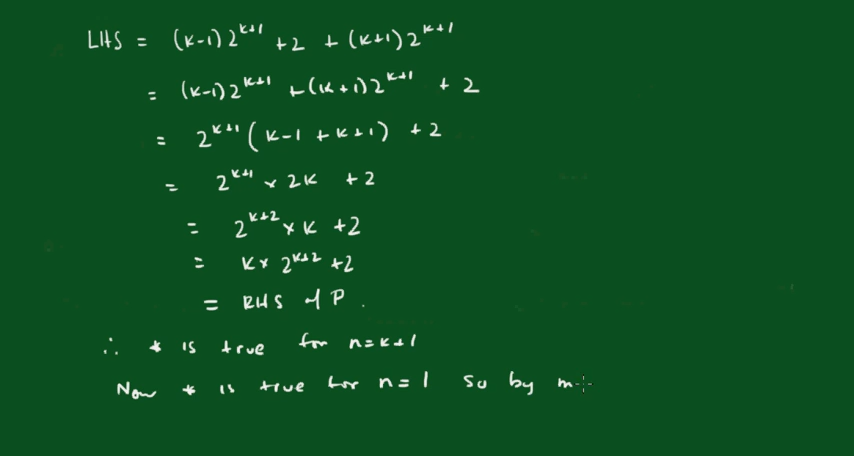 LHS = (k-1)2^{k+1} + 2 + (k+1)2^{k+1}
= (k-1)2^{k+1} + (k+1)2^{k+1} + 2
= 2^{k+1}(k-1 + k+1) + 2
= 2^{k+1} × 2k + 2
= 2^{k+2} × k + 2
= k × 2^{k+2} + 2
= RHS of P.
∴ * is true for n=k+1
Now * is true for n=1 so by m